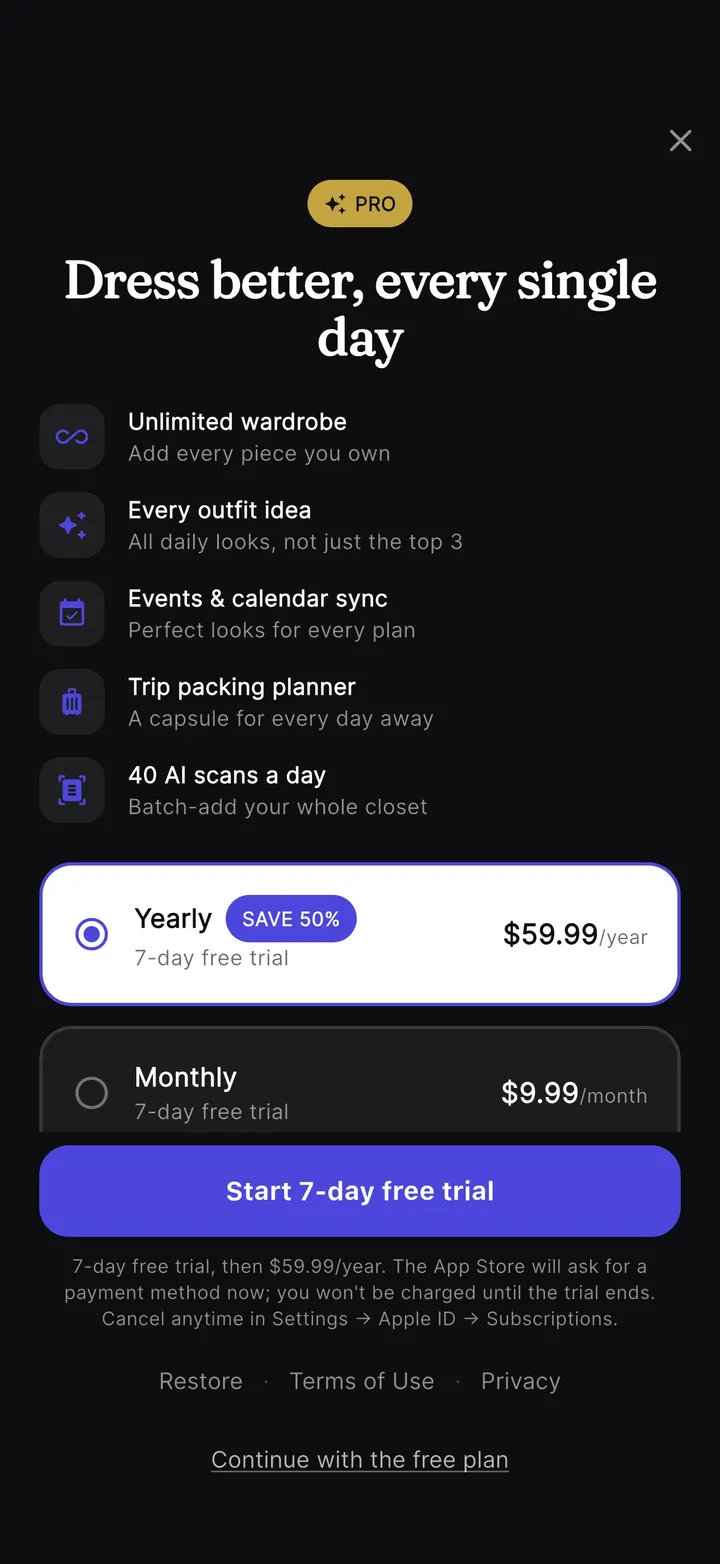 PRO
Dress better, every single
day
Unlimited wardrobe
Add every piece you own
Every outfit idea
All daily looks, not just the top 3
Events & calendar sync
Perfect looks for every plan
Trip packing planner
A capsule for every day away
40 AI scans a day
Batch-add your whole closet
Yearly SAVE 50%
$59.99/year
7-day free trial
Monthly
$9.99/month
7-day free trial
Start 7-day free trial
7-day free trial, then $59.99/year. The App Store will ask for a
payment method now; you won't be charged until the trial ends.
Cancel anytime in Settings → Apple ID → Subscriptions.
Restore · Terms of Use · Privacy
Continue with the free plan